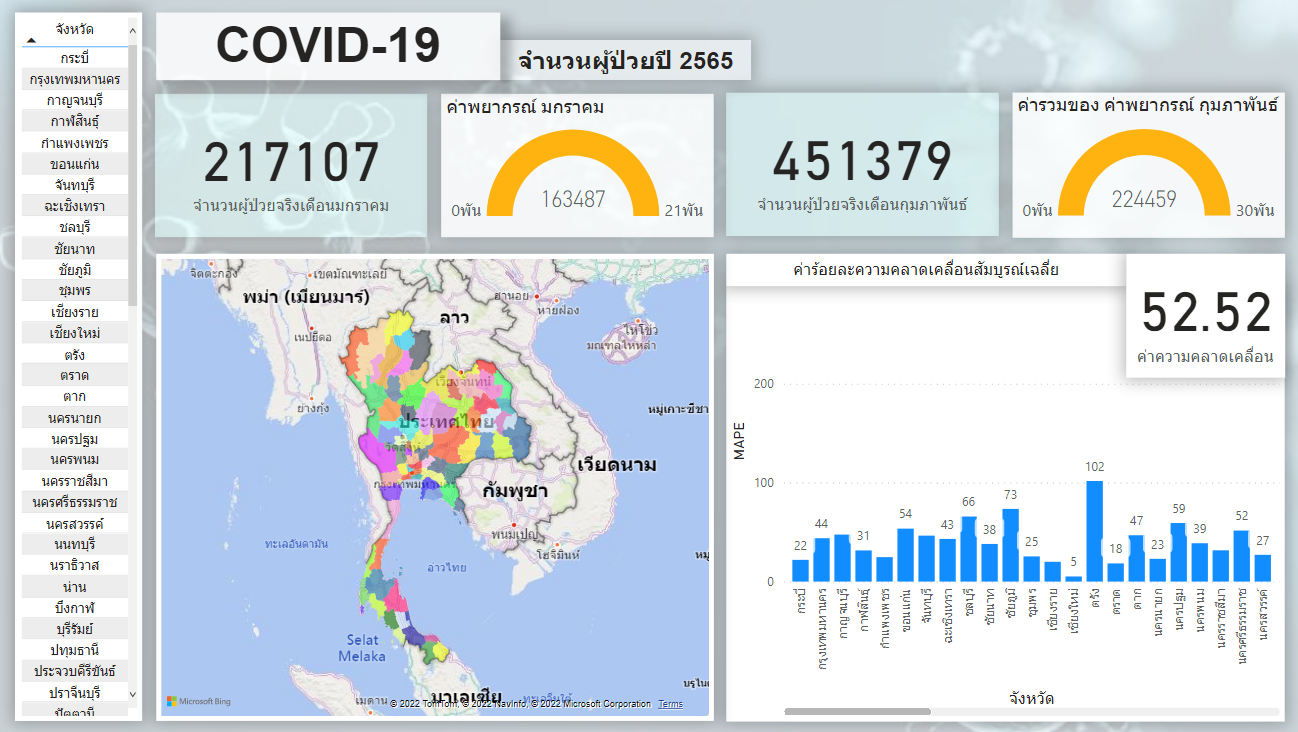 COVID-19
จำนวนผู้ป่วยปี 2565
จังหวัด
กระบี่
กรุงเทพมหานคร
กาญจนบุรี
กาฬสินธุ์
กำแพงเพชร
ขอนแก่น
จันทบุรี
ฉะเชิงเทรา
ชลบุรี
ชัยนาท
ชัยภูมิ
ชุมพร
เชียงราย
เชียงใหม่
ตรัง
ตราด
ตาก
นครนายก
นครปฐม
นครพนม
นครราชสีมา
นครศรีธรรมราช
นครสวรรค์
นนทบุรี
นราธิวาส
น่าน
บึงกาฬ
บุรีรัมย์
ปทุมธานี
ประจวบคีรีขันธ์
ปราจีนบุรี
ปัตตานี
217107
จำนวนผู้ป่วยจริงเดือนมกราคม
ค่าพยากรณ์ มกราคม
163487
0พัน
21พัน
451379
จำนวนผู้ป่วยจริงเดือนกุมภาพันธ์
ค่ารวมของ ค่าพยากรณ์ กุมภาพันธ์
224459
0พัน
30พัน
จิตตะกอง
เขตมัณฑะเลย์
พม่า (เมียนมาร์)
ฮานอย
ไฮฟอง
ลาว
เนปยีดอ
ไหโข่ว
มณฑลไหหลำ
เวียงจันทน์
ย่างกุ้ง
หมู่เกาะซีชา
ประเทศไทย
เวียดนาม
กรุงเทพมหานคร
กัมพูชา
พนมเปญ
โฮจิมินห์
ทะเลอันดามัน
อ่าวไทย
Selat
Melaka
เมดาน
มาเลเซีย
Microsoft Bing
© 2022 TomTom, © 2022 NavInfo, © 2022 Microsoft Corporation Terms
ค่าร้อยละความคลาดเคลื่อนสัมบูรณ์เฉลี่ย
52.52
ค่าความคลาดเคลื่อน
MAPE
200
100
0
22
44
31
54
43
66
38
73
25
5
102
18
47
23
59
39
52
27
กระบี่
กรุงเทพมหานคร
กาญจนบุรี
กาฬสินธุ์
กำแพงเพชร
ขอนแก่น
จันทบุรี
ฉะเชิงเทรา
ชลบุรี
ชัยนาท
ชัยภูมิ
ชุมพร
เชียงราย
เชียงใหม่
ตรัง
ตราด
ตาก
นครนายก
นครปฐม
นครพนม
นครราชสีมา
นครศรีธรรมราช
นครสวรรค์
จังหวัด